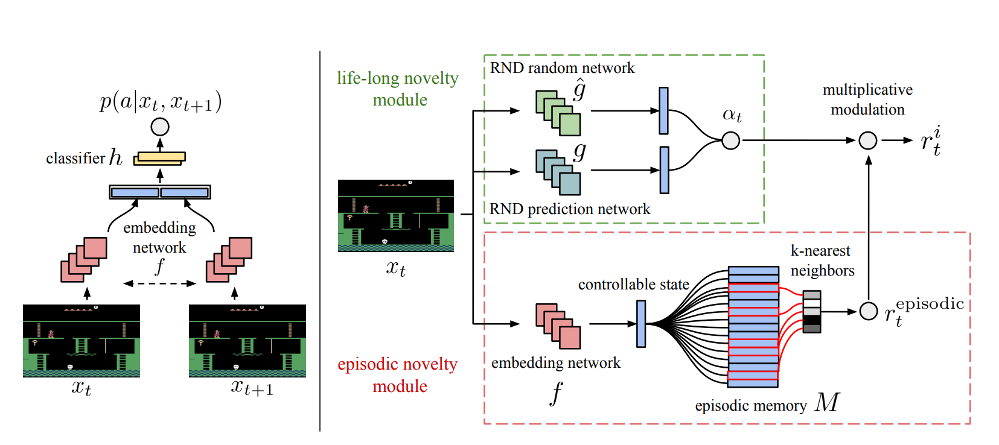 p(a|x_t, x_{t+1})
classifier h
embedding
network
f
x_t
x_{t+1}
life-long novelty
module
x_t
episodic novelty
module
RND random network
ĝ
g
RND prediction network
α_t
multiplicative
modulation
r_t^i
k-nearest
neighbors
controllable state
r_t^{episodic}
embedding network
f
episodic memory M